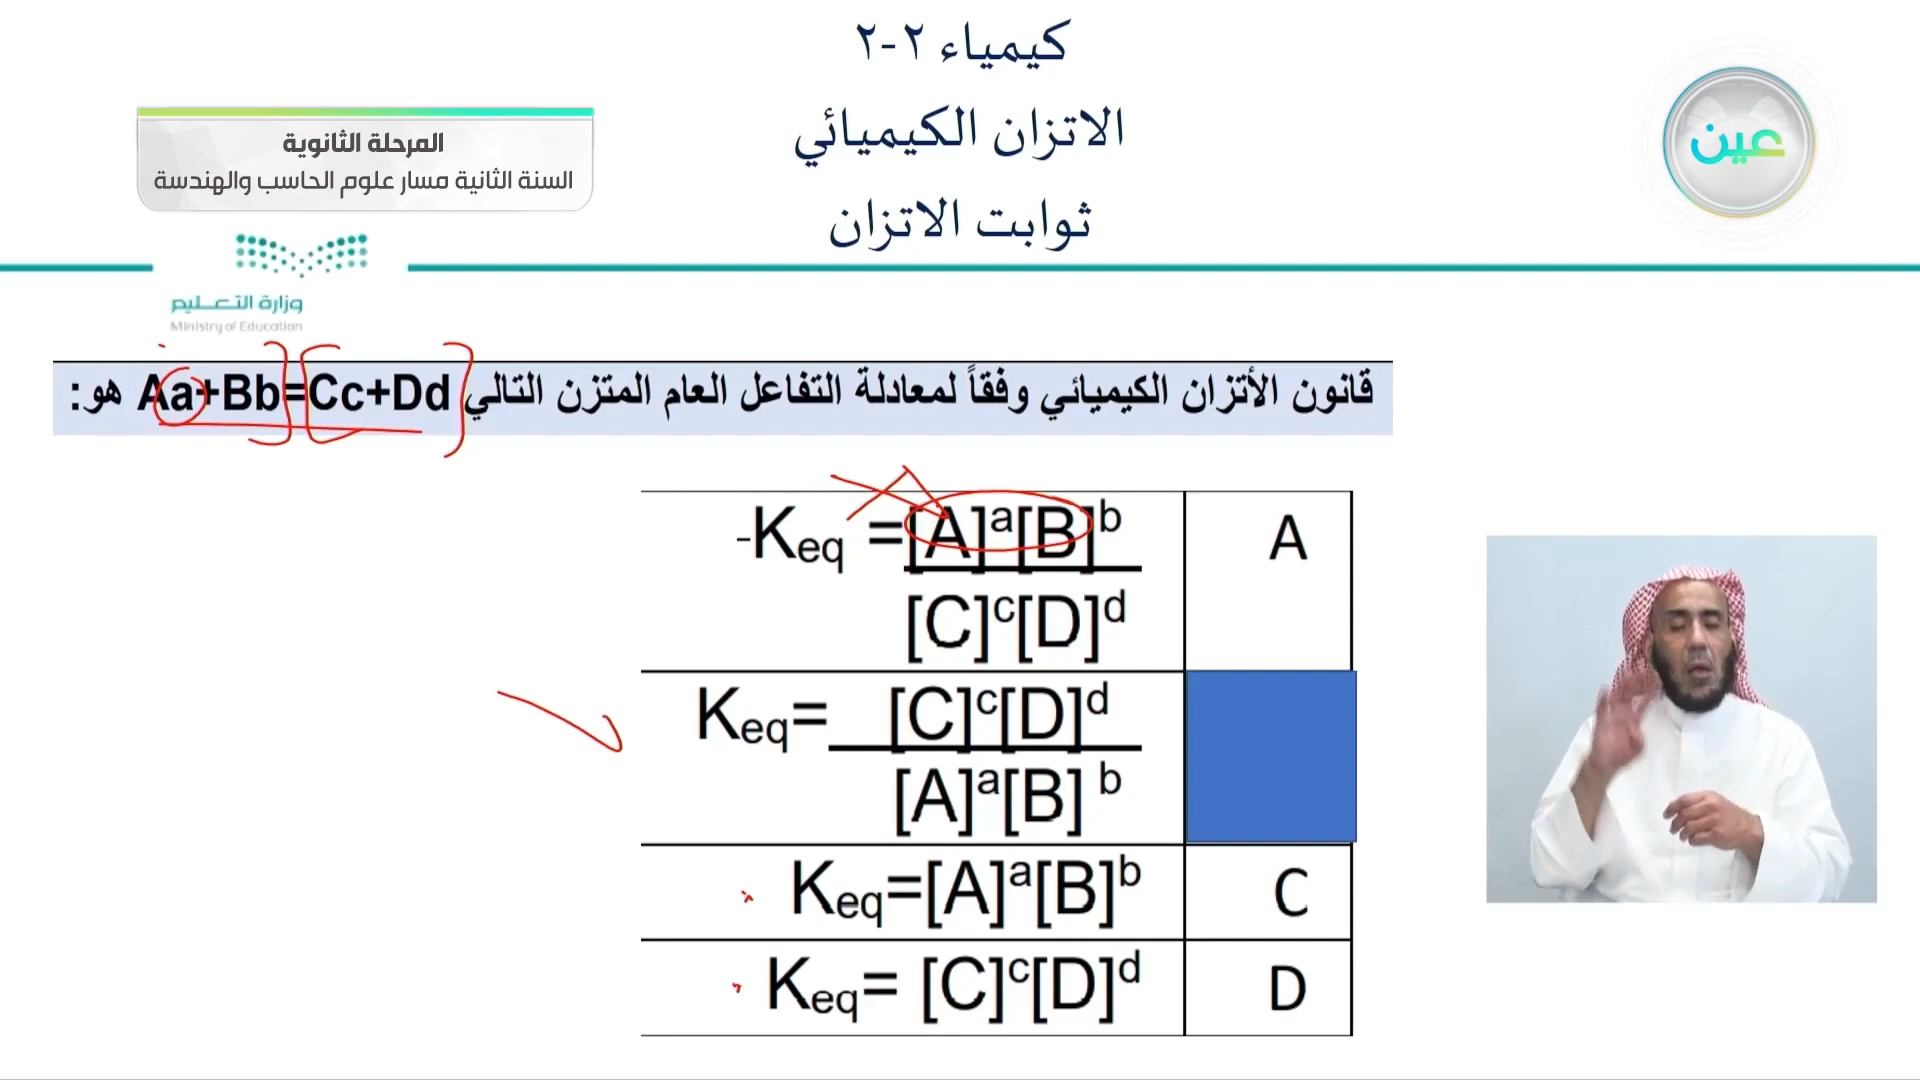 كيمياء ٢-٢
الاتزان الكيميائي
ثوابت الاتزان
المرحلة الثانوية
السنة الثانية مسار علوم الحاسب والهندسة
عين
وزارة التعليم
Ministry of Education
قانون الأتزان الكيميائي وفقاً لمعادلة التفاعل العام المتزن التالي Aa+Bb=Cc+Dd هو:
A
-Keq =[A]ᵃ[B]ᵇ
[C]ᶜ[D]ᵈ
Keq= [C]ᶜ[D]ᵈ
[A]ᵃ[B] ᵇ
C
Keq=[A]ᵃ[B]ᵇ
D
Keq= [C]ᶜ[D]ᵈ